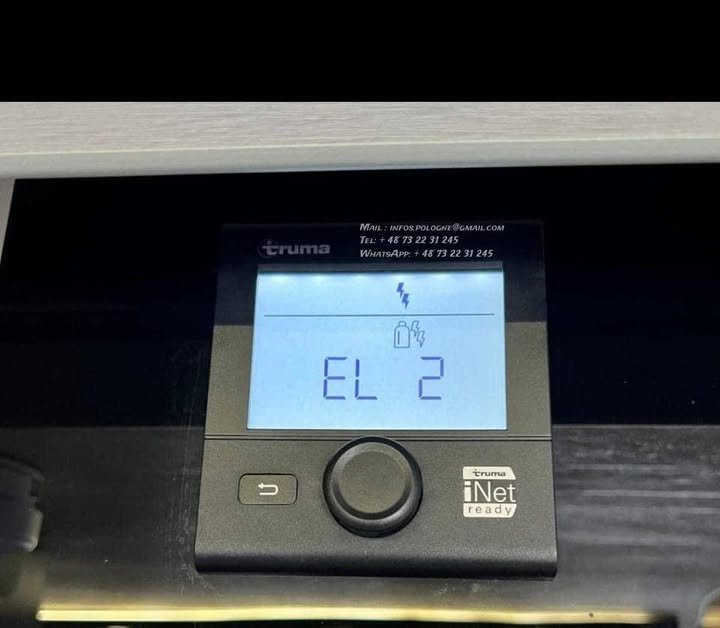 MAIL : INFOS.POLOGNE@GMAIL.COM
TEL: + 48 73 22 31 245
WHATSAPP: + 48 73 22 31 245
truma
EL 2
truma
iNet
ready